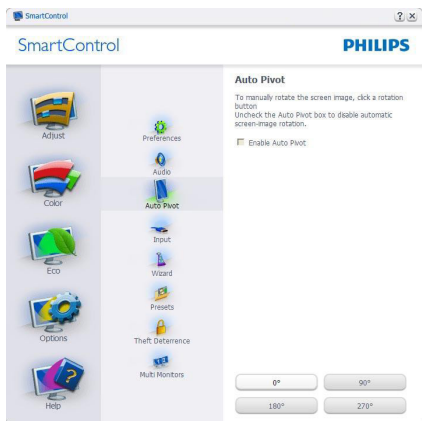 SmartControl
? x
SmartControl
PHILIPS
Adjust
Color
Eco
Options
Help
Preferences
Audio
Auto Pivot
Input
Wizard
Presets
Theft Deterrence
Multi Monitors
Auto Pivot
To manually rotate the screen image, click a rotation
button
Uncheck the Auto Pivot box to disable automatic
screen-image rotation.
Enable Auto Pivot
0°
90°
180°
270°